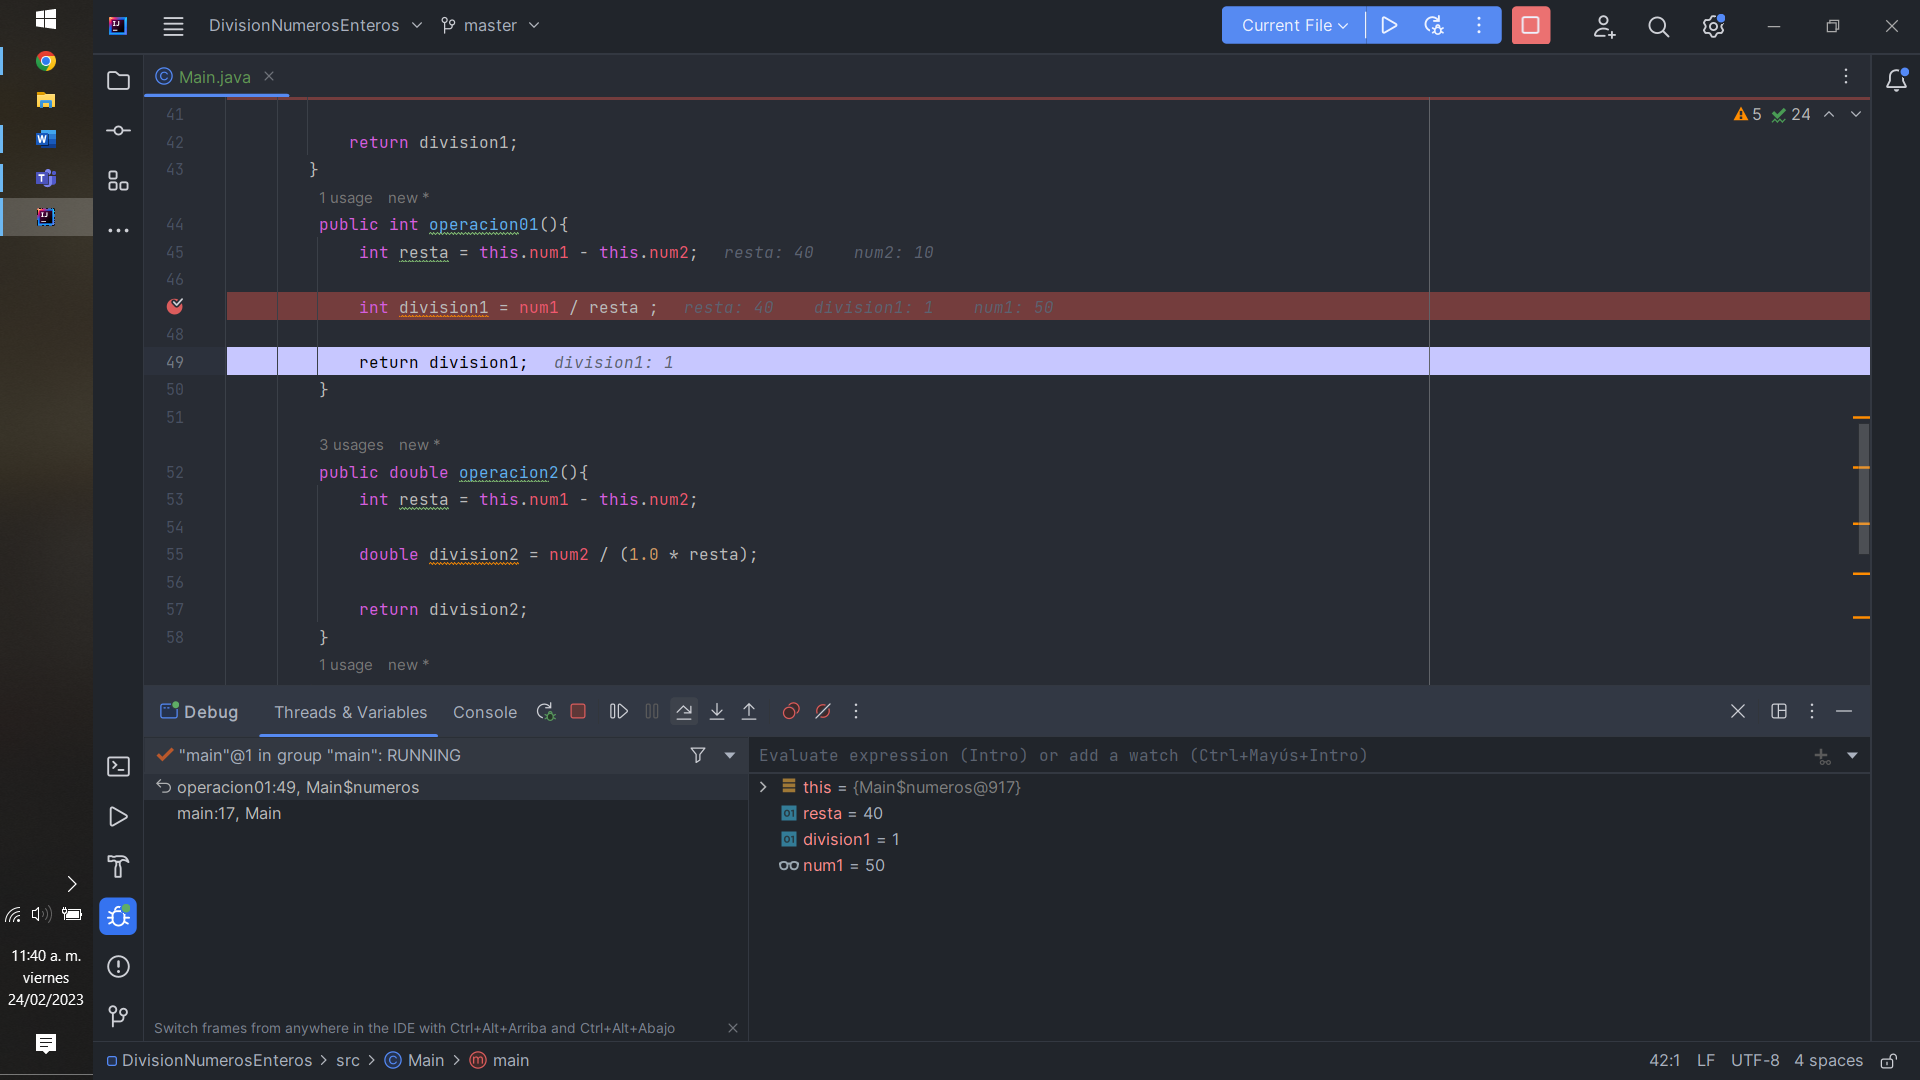 DivisionNumerosEnteros master Current File
Main.java
5 24
41
42 return division1;
43 }
1 usage new *
44 public int operacion01(){
45 int resta = this.num1 - this.num2; resta: 40 num2: 10
46
int division1 = num1 / resta ; resta: 40 division1: 1 num1: 50
48
49 return division1; division1: 1
50 }
51
3 usages new *
52 public double operacion2(){
53 int resta = this.num1 - this.num2;
54
55 double division2 = num2 / (1.0 * resta);
56
57 return division2;
58 }
1 usage new *
Debug Threads & Variables Console
"main"@1 in group "main": RUNNING
operacion01:49, Main$numeros
main:17, Main
Evaluate expression (Intro) or add a watch (Ctrl+Mayús+Intro)
this = {Main$numeros@917}
01 resta = 40
01 division1 = 1
num1 = 50
Switch frames from anywhere in the IDE with Ctrl+Alt+Arriba and Ctrl+Alt+Abajo
DivisionNumerosEnteros > src > Main > main
42:1 LF UTF-8 4 spaces
11:40 a. m.
viernes
24/02/2023